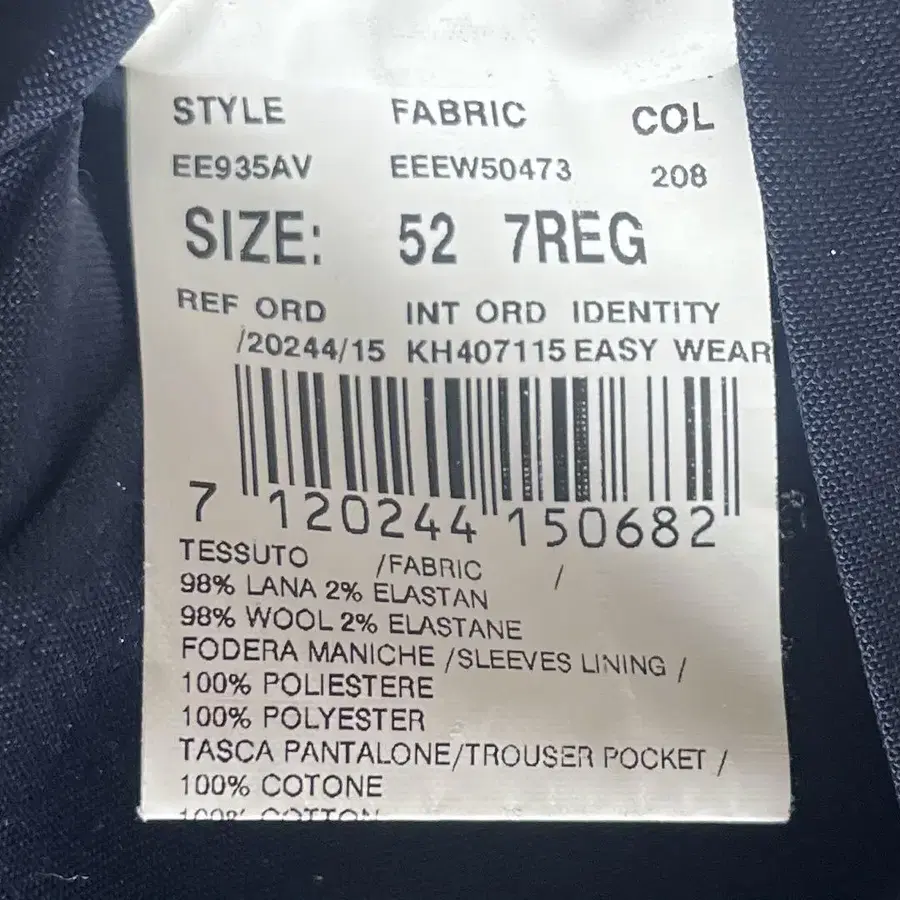 STYLE FABRIC COL
EE935AV EEEW50473 208
SIZE: 52 7REG
REF ORD INT ORD IDENTITY
/20244/15 KH407115 EASY WEAR
7 120244 150682
TESSUTO /FABRIC /
98% LANA 2% ELASTAN
98% WOOL 2% ELASTANE
FODERA MANICHE /SLEEVES LINING /
100% POLIESTERE
100% POLYESTER
TASCA PANTALONE/TROUSER POCKET /
100% COTONE
100% COTTON